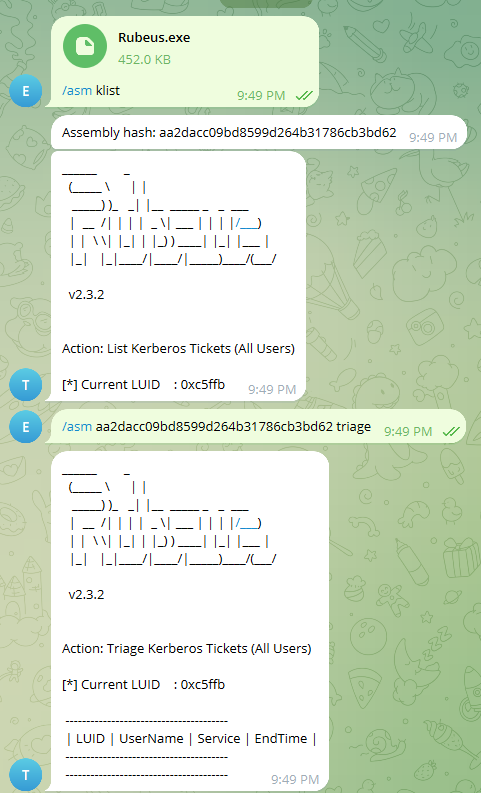 Rubeus.exe
452.0 KB
E
/asm klist
9:49 PM
Assembly hash: aa2dacc09bd8599d264b31786cb3bd62
9:49 PM
______ _
(_____ \ | |
_____) )_ _| |__ _____ _ _ ___
| __ /| | | | _ \| ___ | | | |/___)
| | \ \| |_| | |_) ) ____| |_| |___ |
|_| |_|____/|____/|_____)____/(___/
v2.3.2
Action: List Kerberos Tickets (All Users)
[*] Current LUID : 0xc5ffb
9:49 PM
T
E
/asm aa2dacc09bd8599d264b31786cb3bd62 triage
9:49 PM
______ _
(_____ \ | |
_____) )_ _| |__ _____ _ _ ___
| __ /| | | | _ \| ___ | | | |/___)
| | \ \| |_| | |_) ) ____| |_| |___ |
|_| |_|____/|____/|_____)____/(___/
v2.3.2
Action: Triage Kerberos Tickets (All Users)
[*] Current LUID : 0xc5ffb
---------------------------------------
| LUID | UserName | Service | EndTime |
---------------------------------------
---------------------------------------
9:49 PM
T